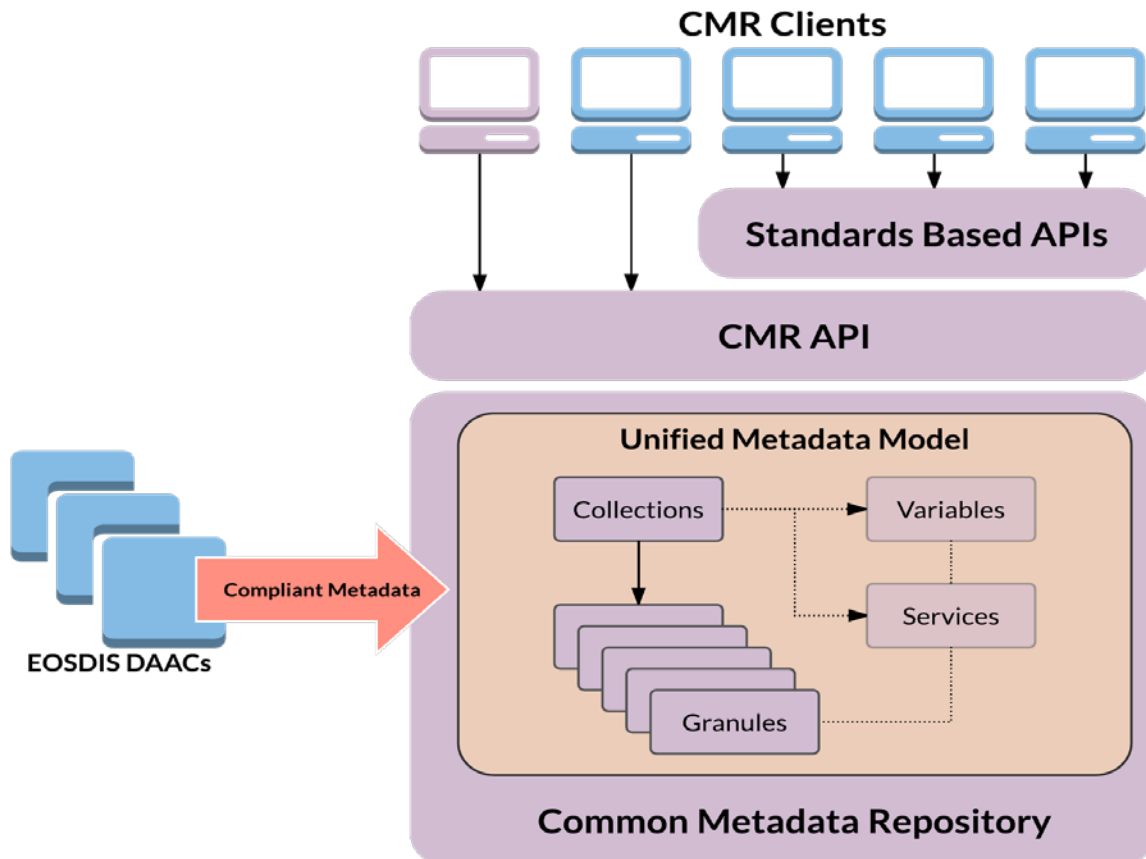 CMR Clients
Standards Based APIs
CMR API
Unified Metadata Model
Collections
Variables
Services
Compliant Metadata
EOSDIS DAACs
Granules
Common Metadata Repository